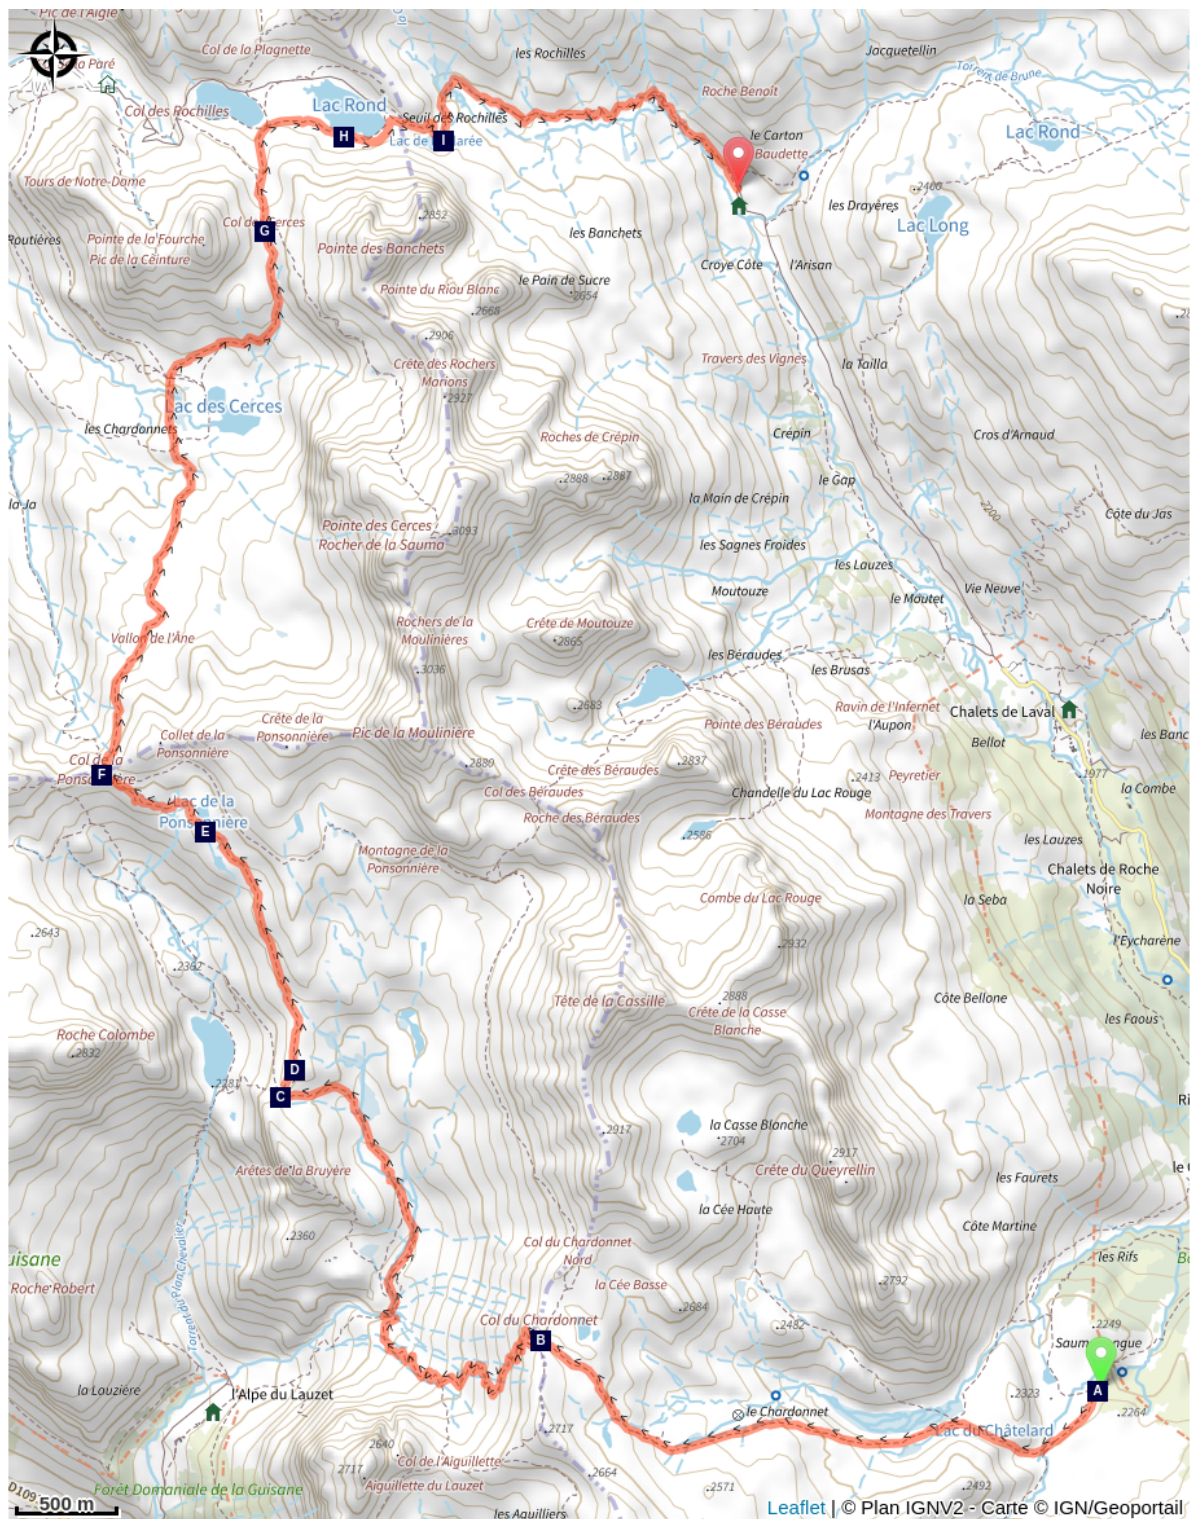 Pic de l'Aigle
Col de la Plagnette
les Rochilles
Jacquetellin
Paré
Torrent de Brune
Col des Rochilles
Lac Rond
Roche Benoît
Seuil des Rochilles
le Carton
Lac Rond
H
I
Baudette
Tours de Notre-Dame
.2400
les Drayères
.2852
Lac Long
G
les Banchets
Pointe de la Fourche
Pointe des Banchets
Pic de la Ceinture
Croye Côte
l'Arisan
le Pain de Sucre
Pointe du Riou Blanc
.2654
.2668
.2906
Travers des Vignes
la Tailla
Crête des Rochers
Marions
.2927
Lac des Cerces
les Chardonnets
Roches de Crépin
Crépin
Cros d'Arnaud
.2888
.2887
le Gap
la Main de Crépin
la Ja
2200
Côte du Jas
Pointe des Cerces
.3093
Rocher de la Sauma
les Sagnes Froides
les Lauzes
Moutouze
Vie Neuve
le Moutet
Rochers de la
Moulinières
Crête de Moutouze
Vallon de l'Âne
.2865
les Béraudes
.3036
les Brusas
.2683
Ravin de l'Infernet
Chalets de Laval
Crête de la
Ponsonnière
Pointe des Béraudes
l'Aupon
Collet de la
Ponsonnière
Pic de la Moulinière
les Banc
Bellot
Col de la
F
.2880
Crête des Béraudes
.2837
.2413
Peyretier
.1977
Col des Béraudes
Chandelle du Lac Rouge
la Combe
Lac de la
Ponsonnière
E
Roche des Béraudes
Montagne des Travers
.2586
les Lauzes
Montagne de la
Ponsonnière
Chalets de Roche
Noire
Combe du Lac Rouge
la Seba
.2643
.2932
l'Eycharène
.2362
.2888
Côte Bellone
Tête de la Cassille
Crête de la Casse
Blanche
les Faous
Roche Colombe
.2832
D
.2281
C
.2917
la Casse Blanche
.2704
.2917
Arêtes de la Bruyère
Crête du Queyrellin
les Faurets
la Cée Haute
Côte Martine
.2360
Torrent du Plan Chevalier
Col du Chardonnet
Nord
les Rifs
Roche Robert
la Cée Basse
.2792
.2684
Col du Chardonnet
B
.2482
.2249
la Louzière
l'Alpe du Lauzet
A
.2323
.2264
le Chardonnet
.2717
Lac du Châtelard
2640
.2717
Col de l'Aiguillette
.2664
Aiguillette du Lauzet
.2571
.2492
Forêt Domaniale de la Guisane
D109
500 m
les Aiguilliers
Leaflet | © Plan IGNV2 - Carte © IGN/Geoportail